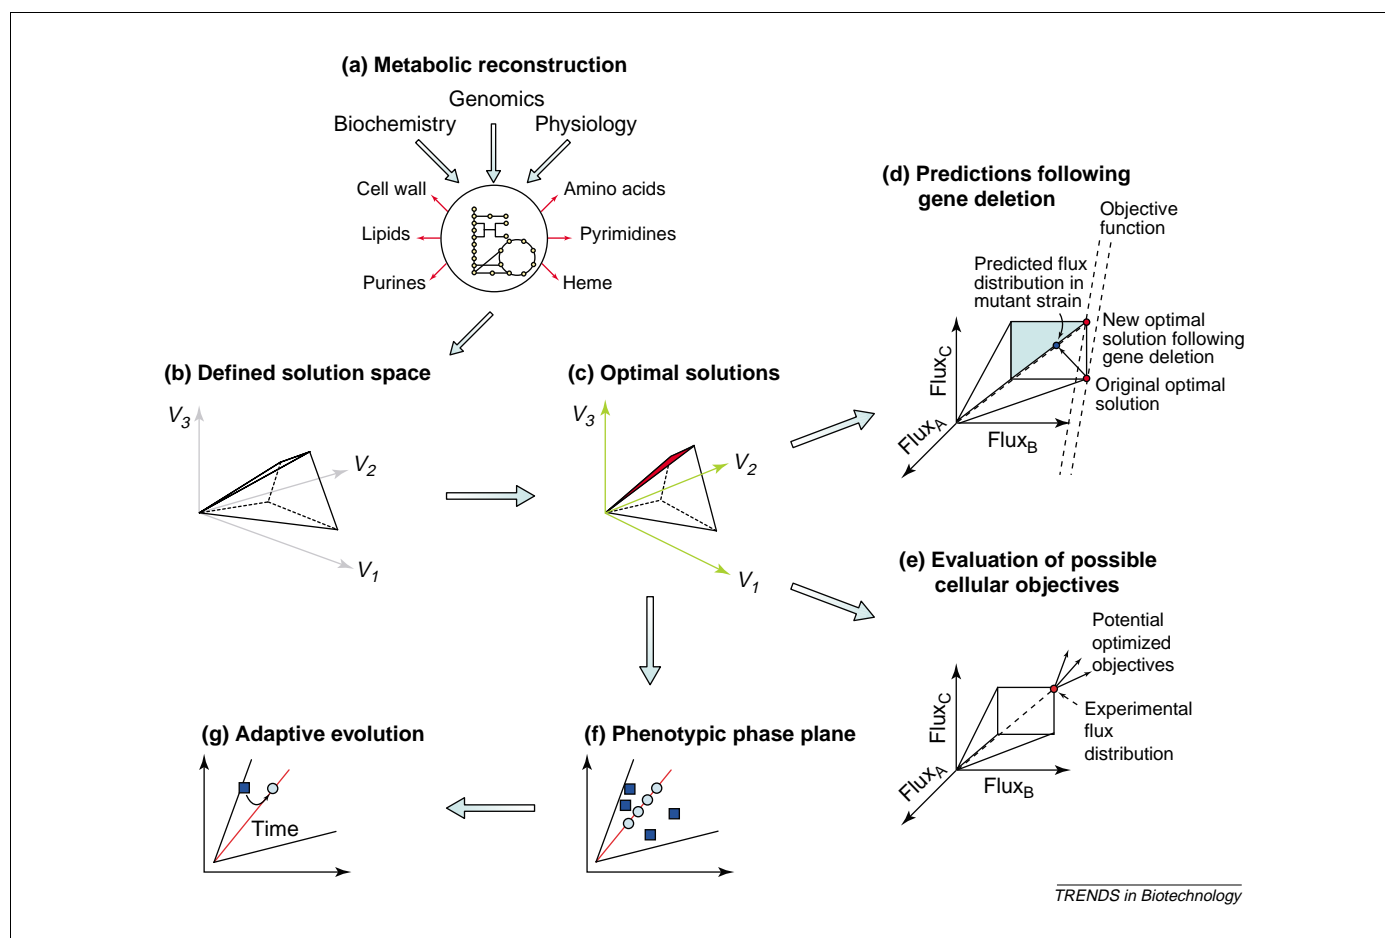 (a) Metabolic reconstruction
Genomics
Biochemistry
Physiology
Cell wall
Amino acids
Lipids
Pyrimidines
Purines
Heme
(b) Defined solution space
V3
V2
V1
(c) Optimal solutions
V3
V2
V1
(d) Predictions following
gene deletion
Objective
function
Predicted flux
distribution in
mutant strain
New optimal
solution following
gene deletion
Original optimal
solution
FluxC
FluxA
FluxB
(e) Evaluation of possible
cellular objectives
Potential
optimized
objectives
Experimental
flux
distribution
FluxC
FluxA
FluxB
(g) Adaptive evolution
Time
(f) Phenotypic phase plane
TRENDS in Biotechnology